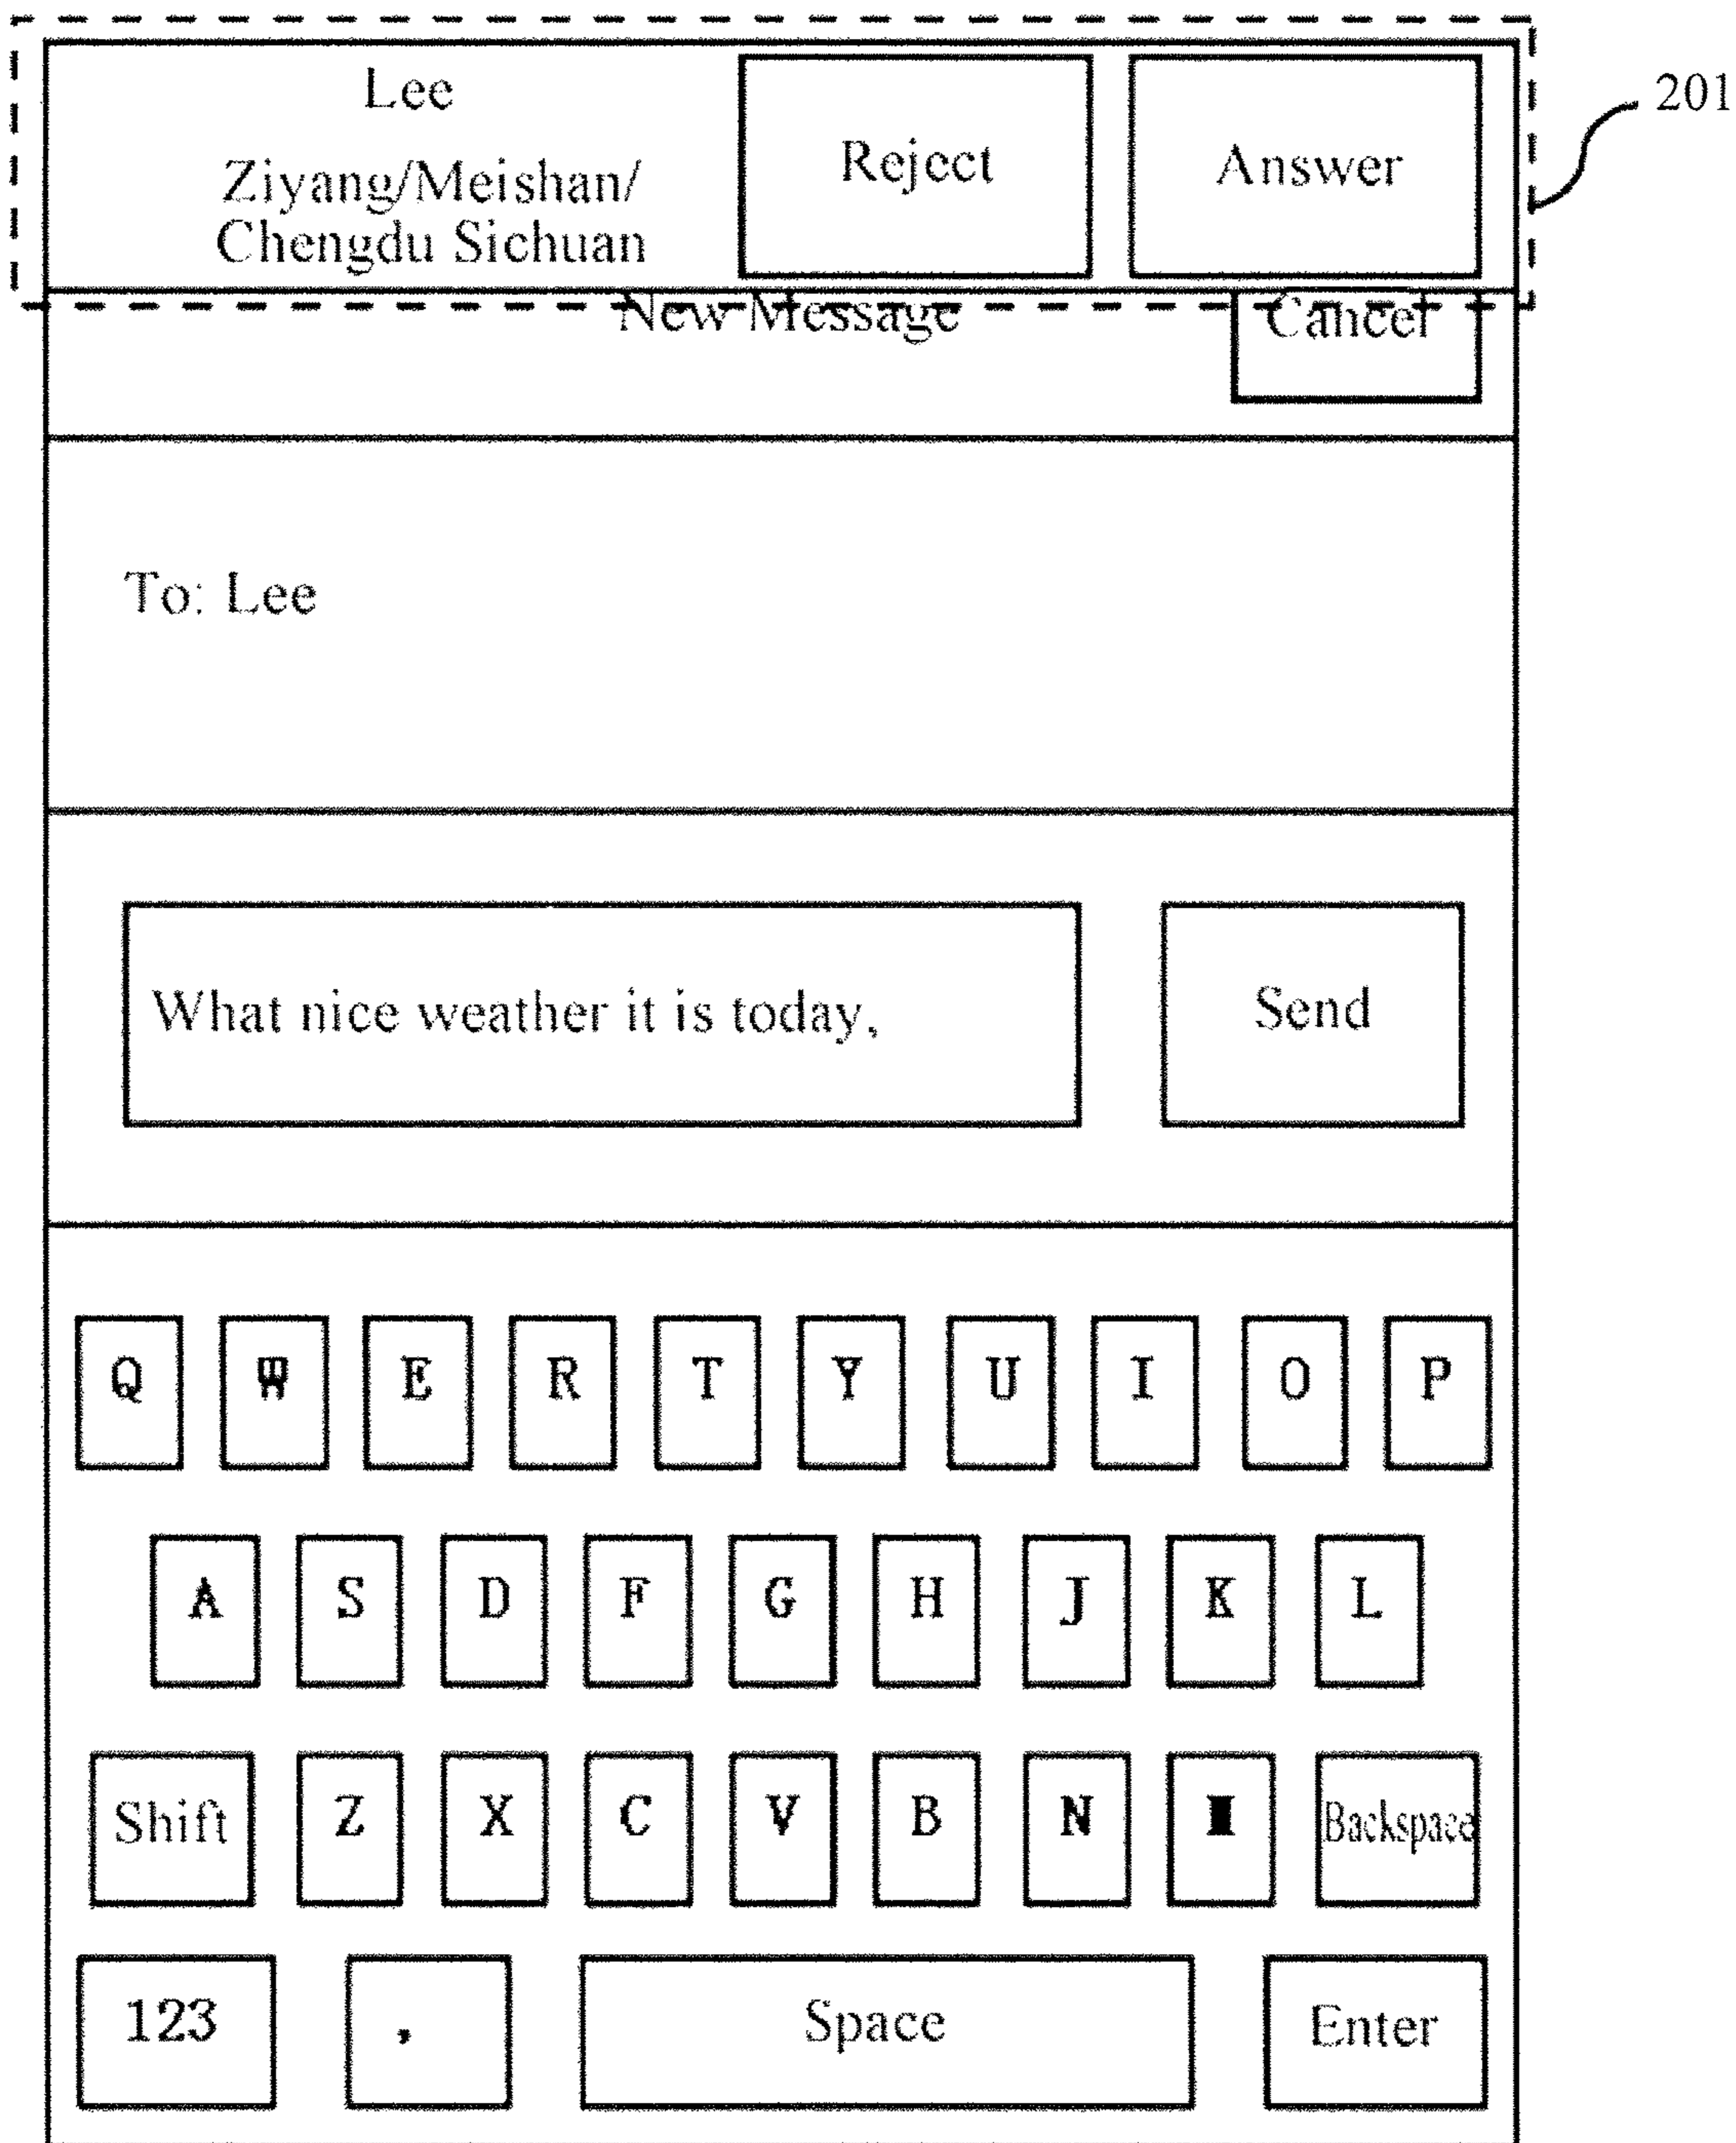 Lee
Ziyang/Meishan/
Chengdu Sichuan
Reject
Answer
201
New Message
Cancel
To: Lee
What nice weather it is today,
Send
Q W E R T Y U I O P
A S D F G H J K L
Shift Z X C V B N M Backspace
123 , Space Enter